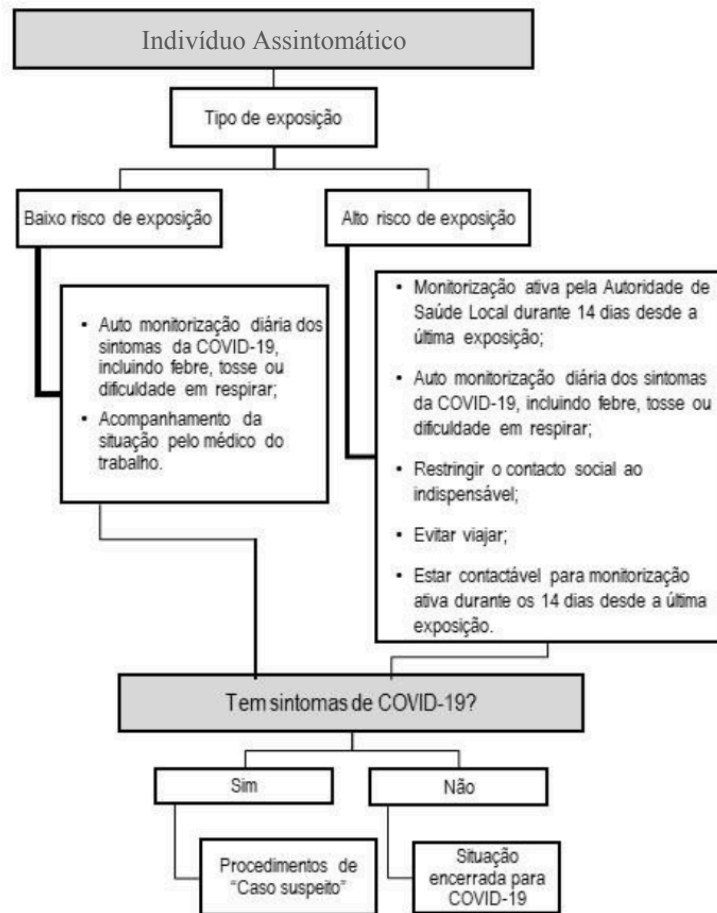 Indivíduo Assintomático
Tipo de exposição
Baixo risco de exposição
Alto risco de exposição
• Auto monitorização diária dos
sintomas da COVID-19,
incluindo febre, tosse ou
dificuldade em respirar;
• Acompanhamento da
situação pelo médico do
trabalho.
• Monitorização ativa pela Autoridade de
Saúde Local durante 14 dias desde a
última exposição;
• Auto monitorização diária dos sintomas
da COVID-19, incluindo febre, tosse ou
dificuldade em respirar;
• Restringir o contacto social ao
indispensável;
• Evitar viajar;
• Estar contactável para monitorização
ativa durante os 14 dias desde a última
exposição.
Tem sintomas de COVID-19?
Sim
Não
Procedimentos de
“Caso suspeito”
Situação
encerrada para
COVID-19